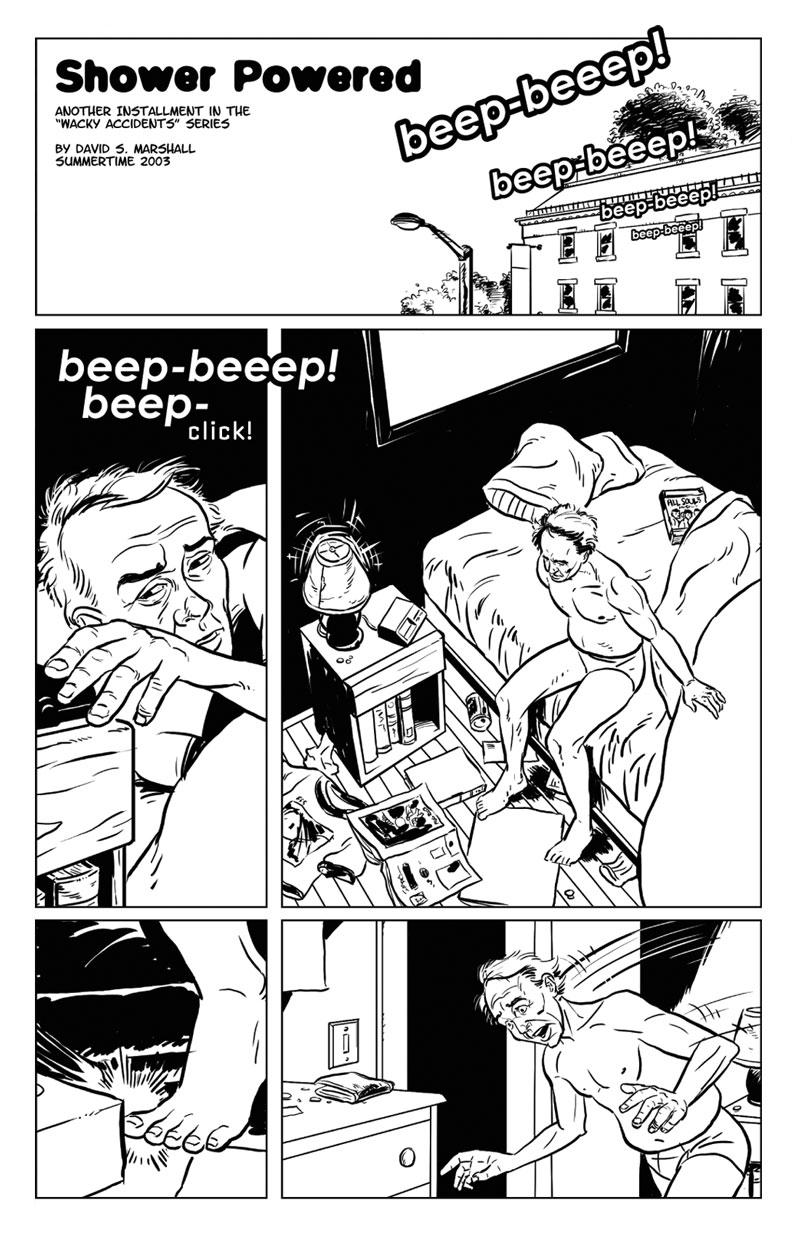 Shower Powered
ANOTHER INSTALLMENT IN THE
"WACKY ACCIDENTS" SERIES
BY DAVID S. MARSHALL
SUMMERTIME 2003
beep-beeep!
beep-beeep!
beep-beeep!
beep-beeep!
beep-beeep!
beep-
click!
ALL SOULS